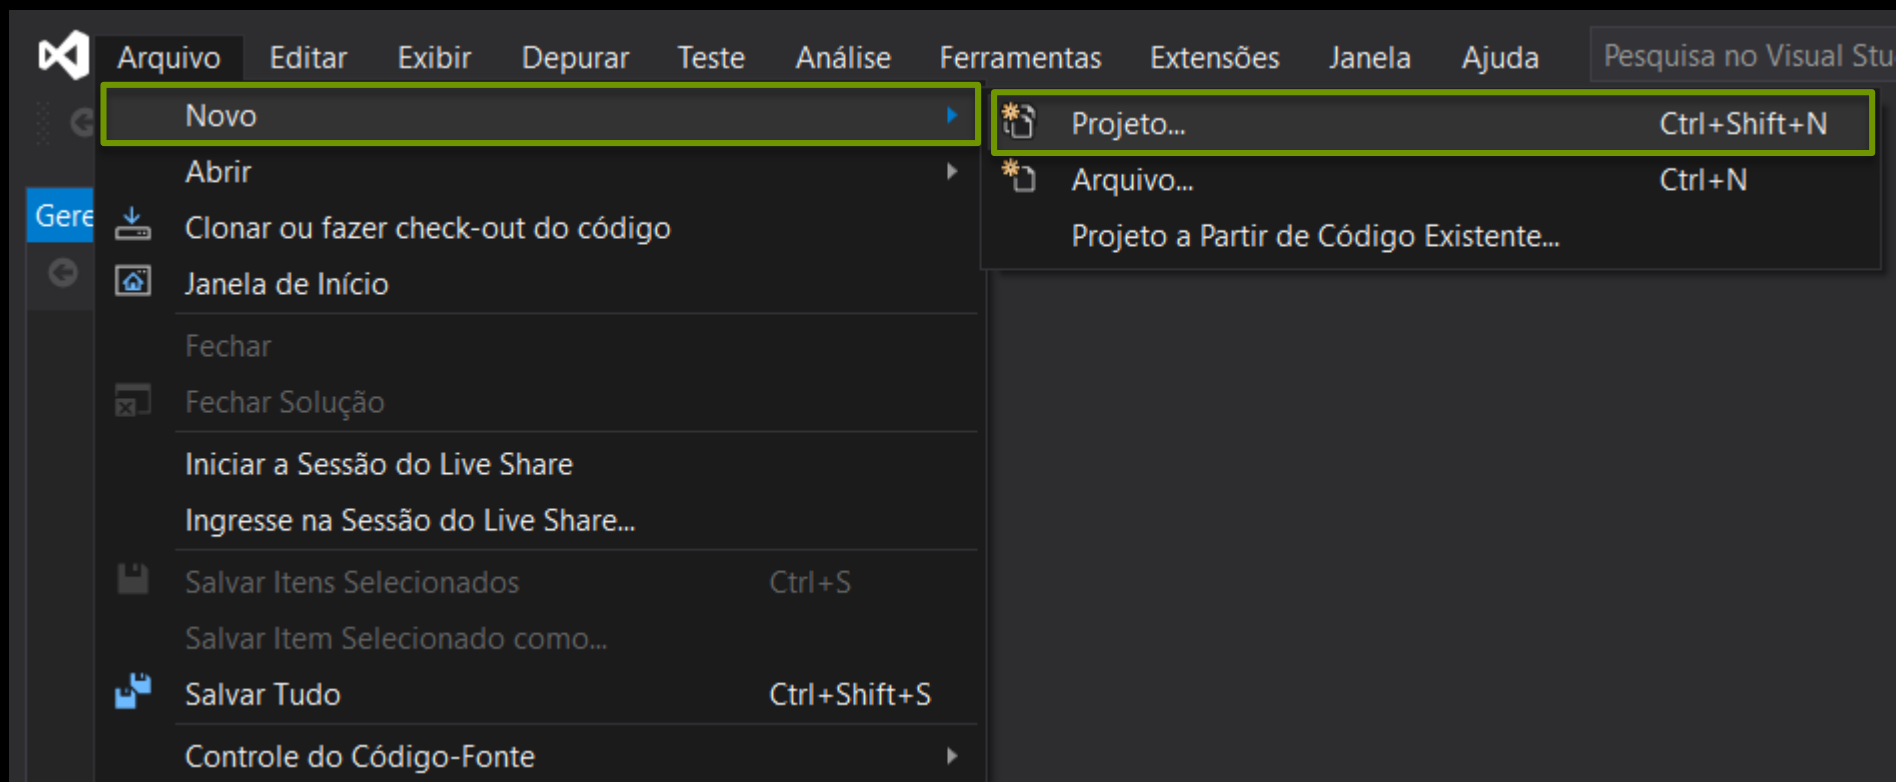 Arquivo Editar Exibir Depurar Teste Análise Ferramentas Extensões Janela Ajuda Pesquisa no Visual Stu
Novo
Projeto... Ctrl+Shift+N
Abrir
Arquivo... Ctrl+N
Gere
Clonar ou fazer check-out do código
Projeto a Partir de Código Existente...
Janela de Início
Fechar
Fechar Solução
Iniciar a Sessão do Live Share
Ingresse na Sessão do Live Share...
Salvar Itens Selecionados Ctrl+S
Salvar Item Selecionado como...
Salvar Tudo Ctrl+Shift+S
Controle do Código-Fonte